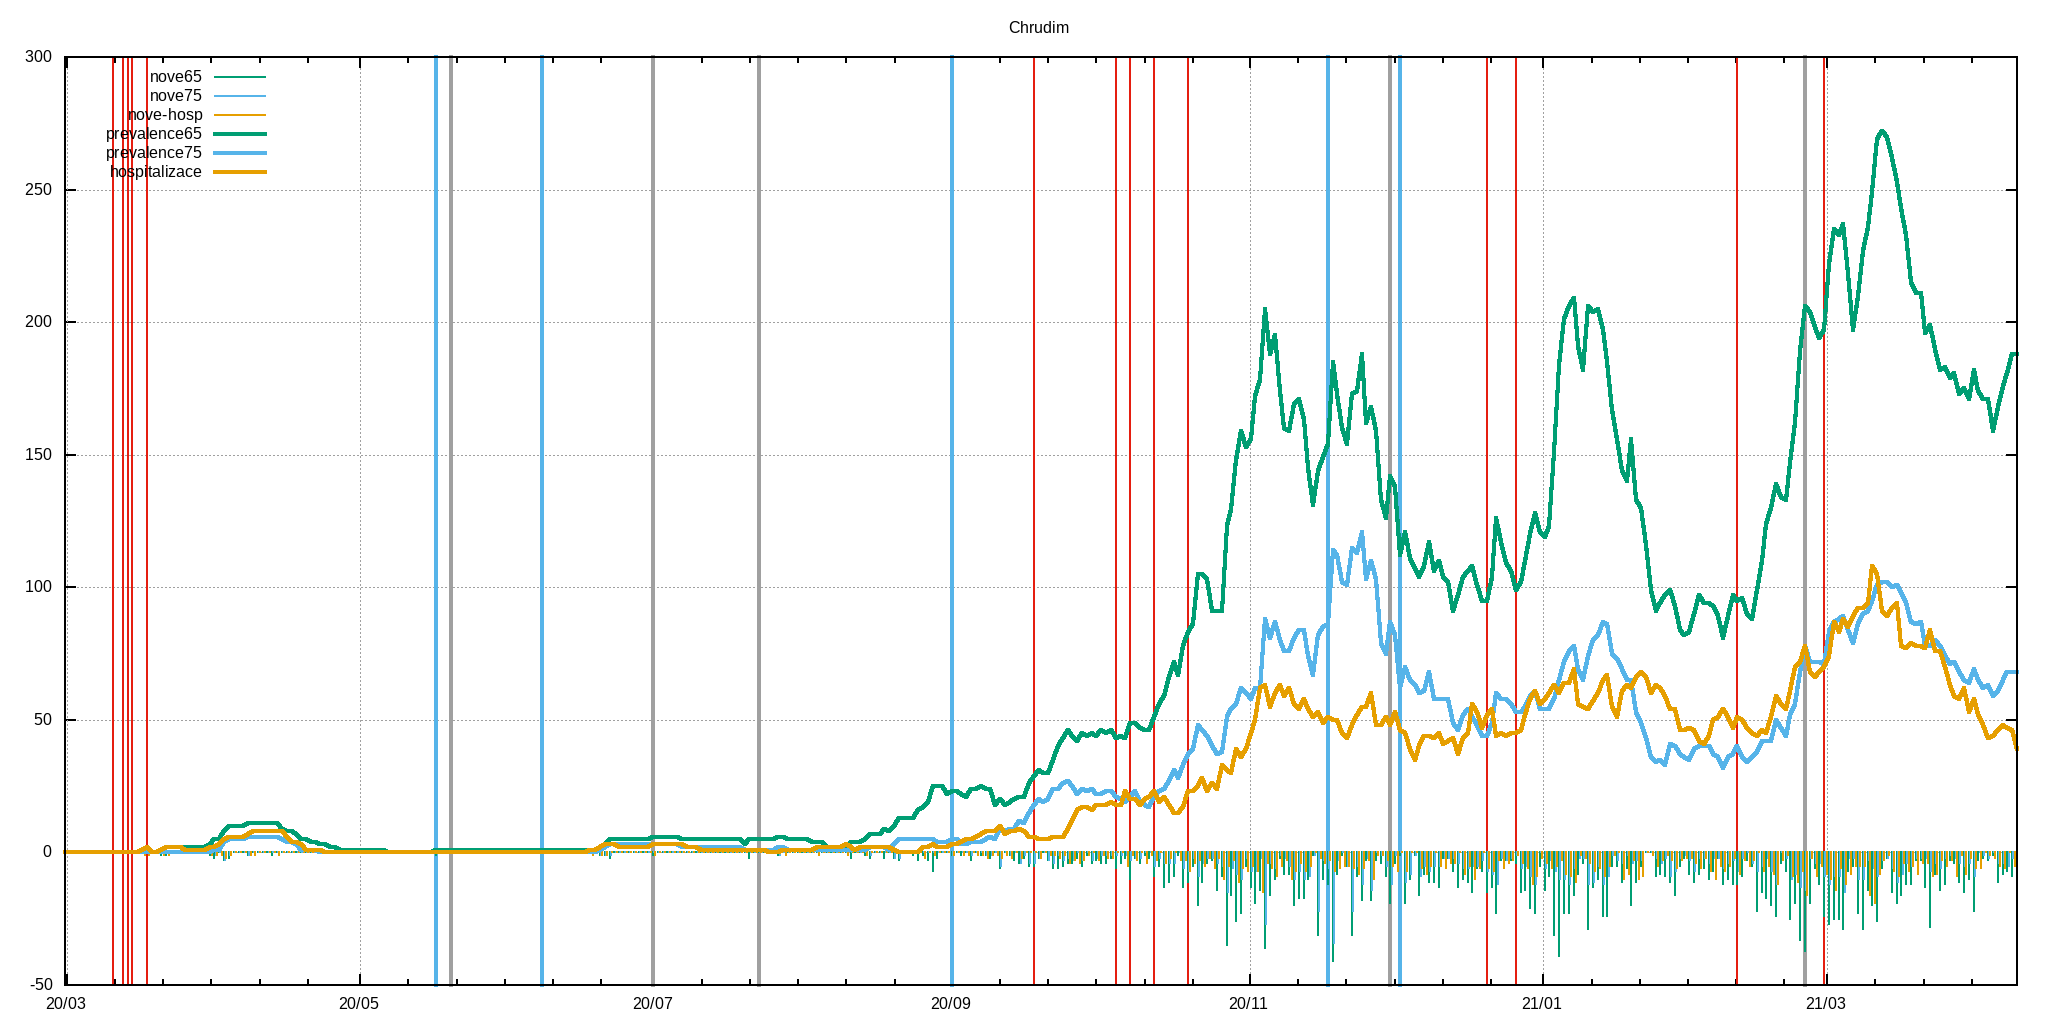 Chrudim
300
250
200
150
100
50
0
-50
nove65
nove75
nove-hosp
prevalence65
prevalence75
hospitalizace
20/03 20/05 20/07 20/09 20/11 21/01 21/03